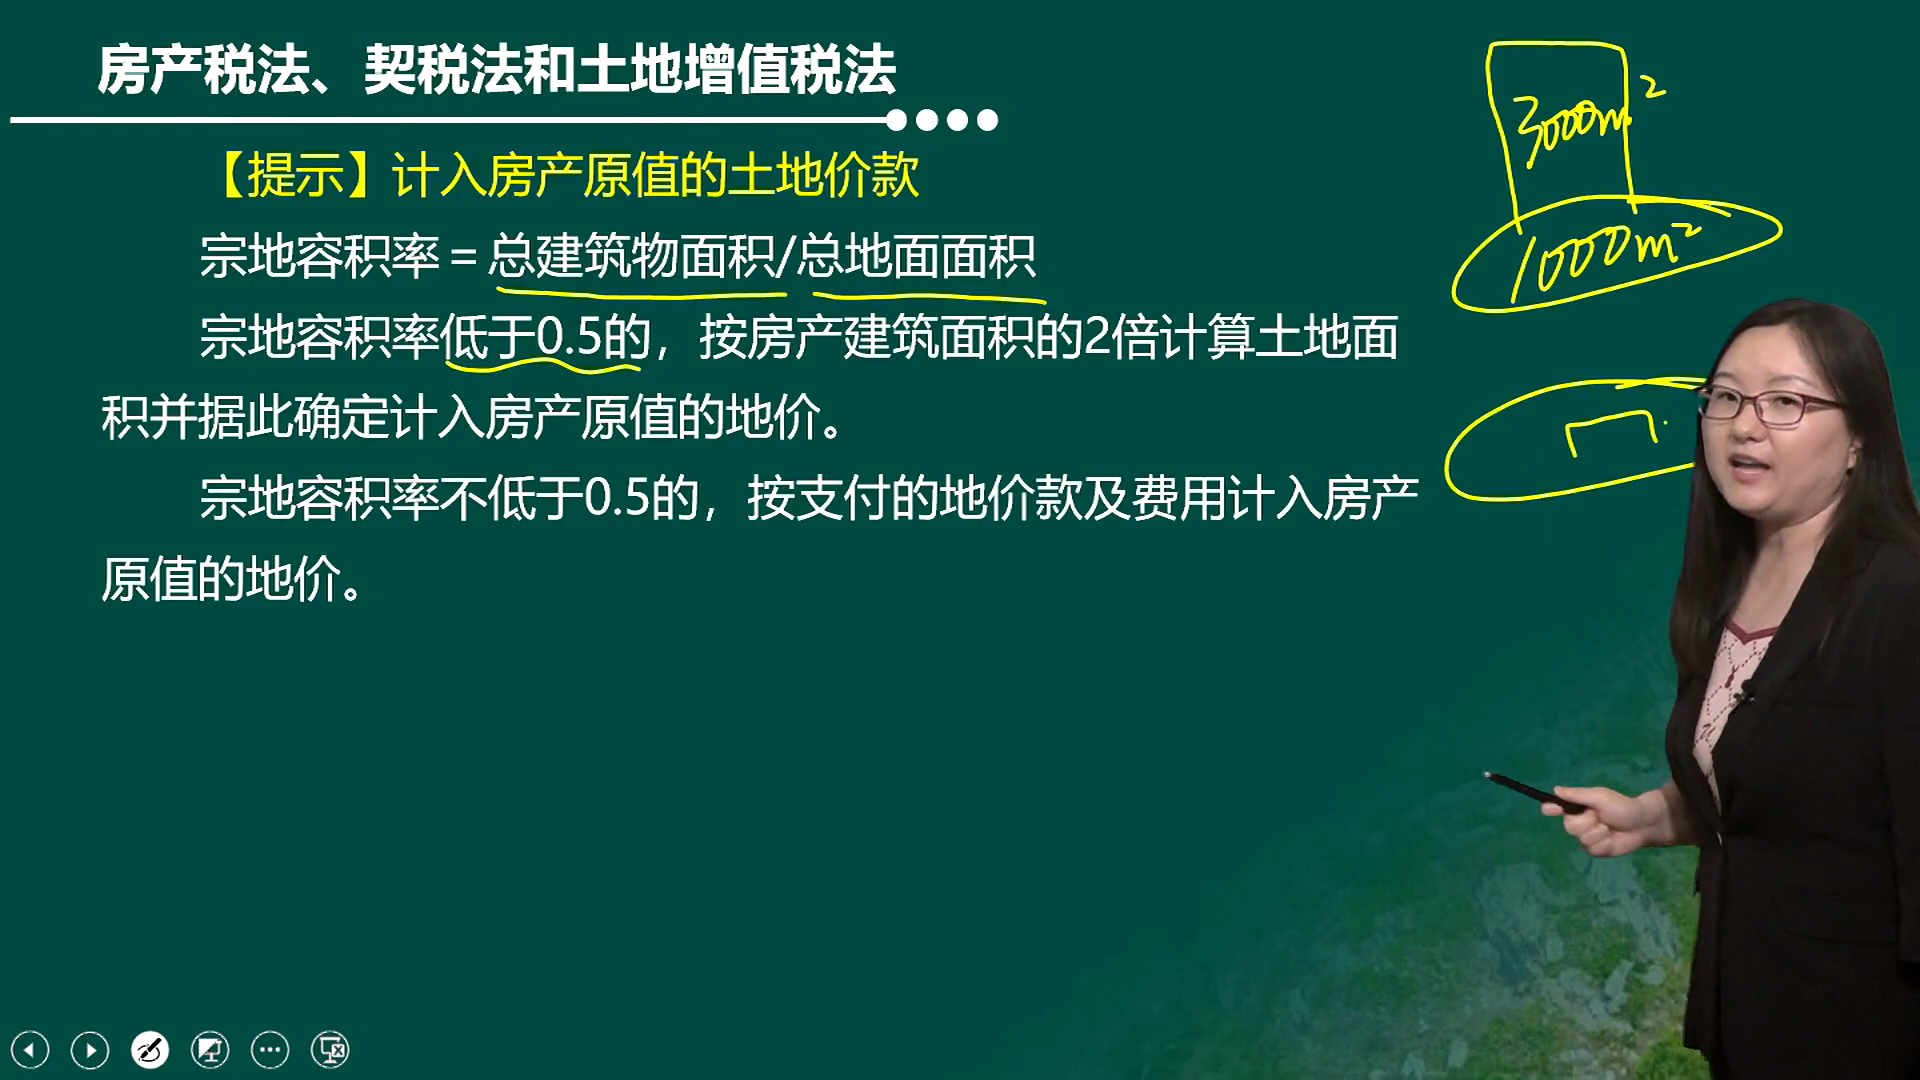 房产税法、契税法和土地增值税法
【提示】计入房产原值的土地价款
宗地容积率=总建筑物面积/总地面面积
宗地容积率低于0.5的，按房产建筑面积的2倍计算土地面
积并据此确定计入房产原值的地价。
宗地容积率不低于0.5的，按支付的地价款及费用计入房产
原值的地价。
3000m²
1000m²